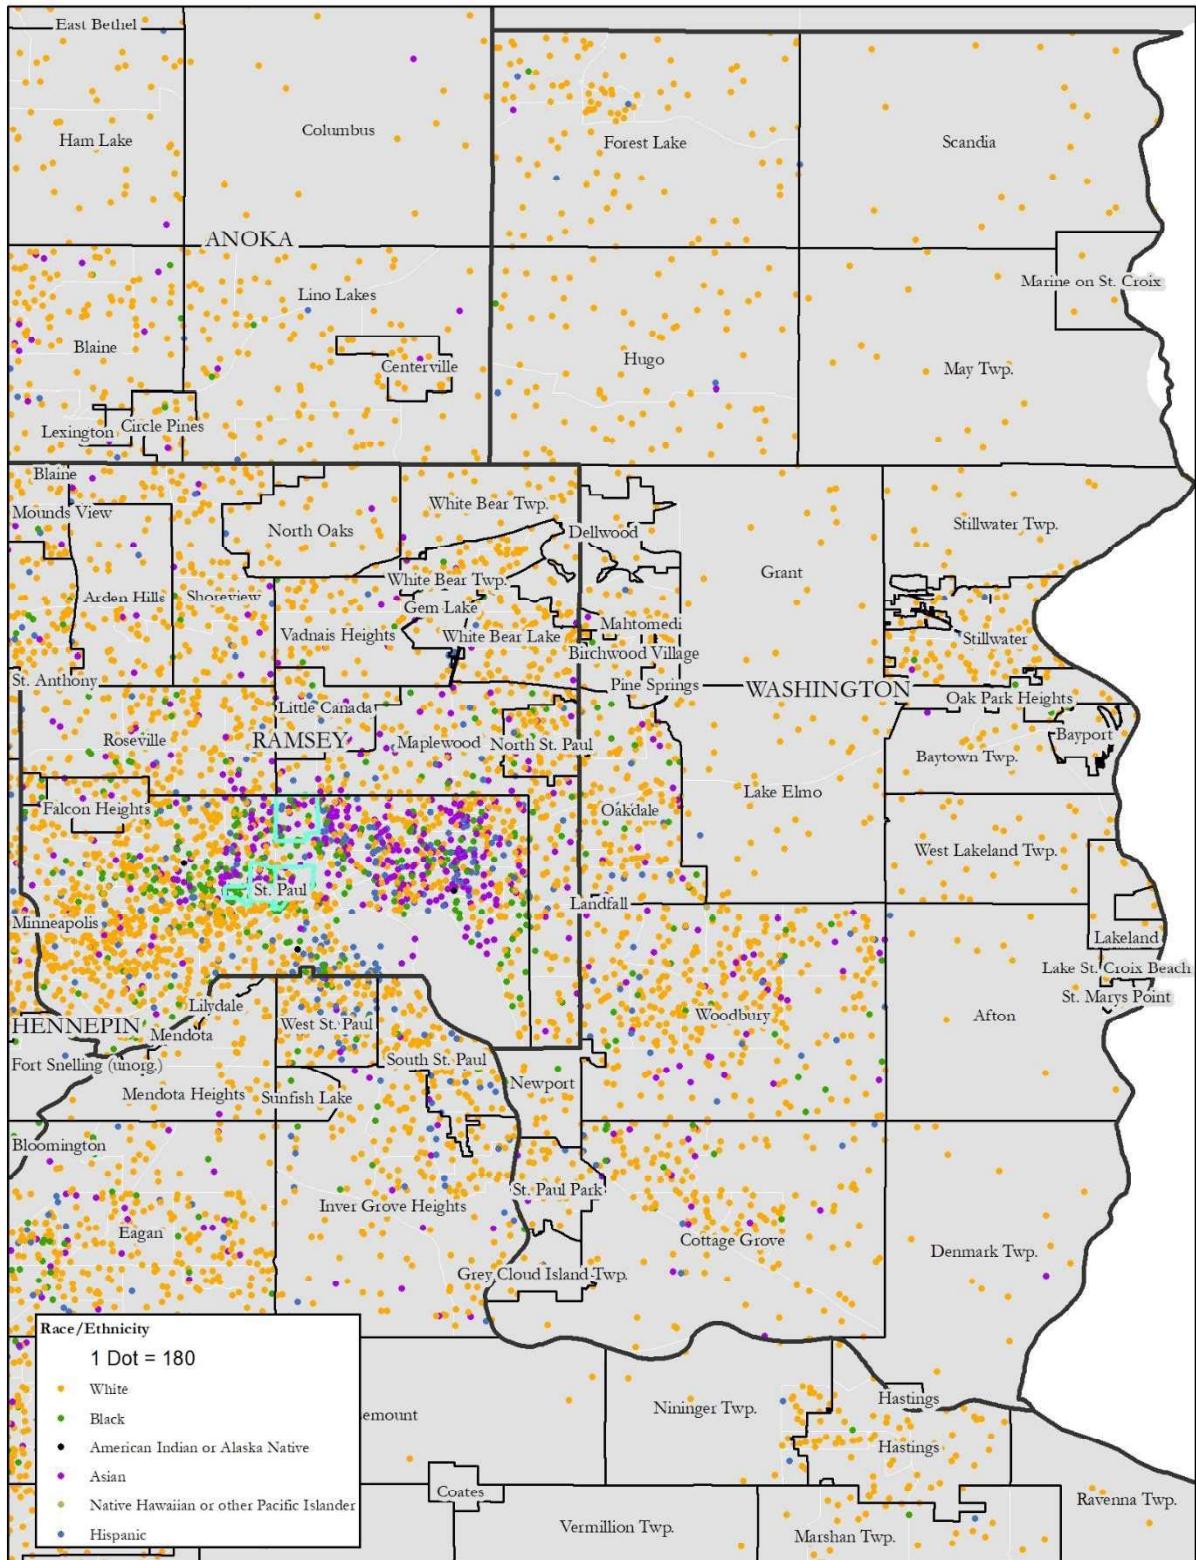 East Bethel
Ham Lake
Columbus
Forest Lake
Scandia
ANOKA
Marine on St. Croix
Lino Lakes
Blaine
Centerville
Hugo
May Twp.
Lexington
Circle Pines
Blaine
Mounds View
North Oaks
White Bear Twp.
Dellwood
Stillwater Twp.
Grant
White Bear Twp.
Arden Hills
Shoreview
Gem Lake
Vadnais Heights
White Bear Lake
Mahtomedi
Stillwater
Birchwood Village
St. Anthony
Pine Springs
WASHINGTON
Oak Park Heights
Little Canada
Roseville
RAMSEY
Maplewood
North St. Paul
Bayport
Baytown Twp.
Falcon Heights
Oakdale
Lake Elmo
West Lakeland Twp.
St. Paul
Landfall
Minneapolis
Lakeland
Lake St. Croix Beach
St. Marys Point
Lilydale
HENNEPIN
Mendota
West St. Paul
Woodbury
Afton
Fort Snelling (unorg.)
South St. Paul
Newport
Mendota Heights
Sunfish Lake
Bloomington
St. Paul Park
Inver Grove Heights
Eagan
Cottage Grove
Denmark Twp.
Grey Cloud Island Twp.
Race/Ethnicity
1 Dot = 180
White
Black
American Indian or Alaska Native
Asian
Native Hawaiian or other Pacific Islander
Hispanic
emount
Nininger Twp.
Hastings
Hastings
Coates
Vermillion Twp.
Marshan Twp.
Ravenna Twp.